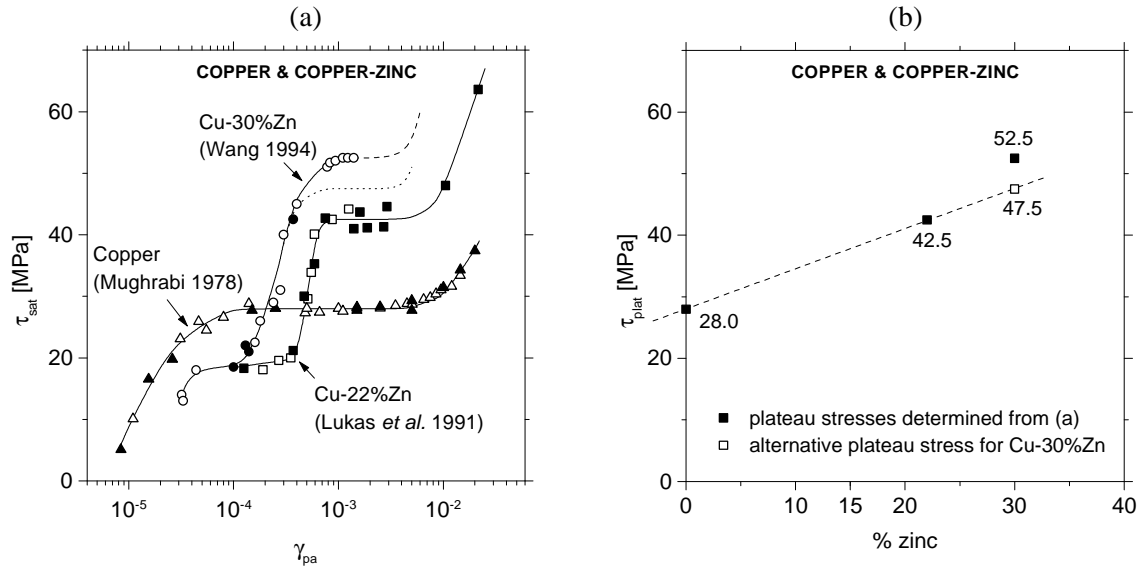 (a)
COPPER & COPPER-ZINC
Cu-30%Zn
(Wang 1994)
Copper
(Mughrabi 1978)
Cu-22%Zn
(Lukas et al. 1991)
τsat [MPa]
60
40
20
0
10-5
10-4
10-3
10-2
γpa
(b)
COPPER & COPPER-ZINC
52.5
47.5
42.5
28.0
■ plateau stresses determined from (a)
□ alternative plateau stress for Cu-30%Zn
τplat [MPa]
60
40
20
0
0 10 20 30 40
% zinc